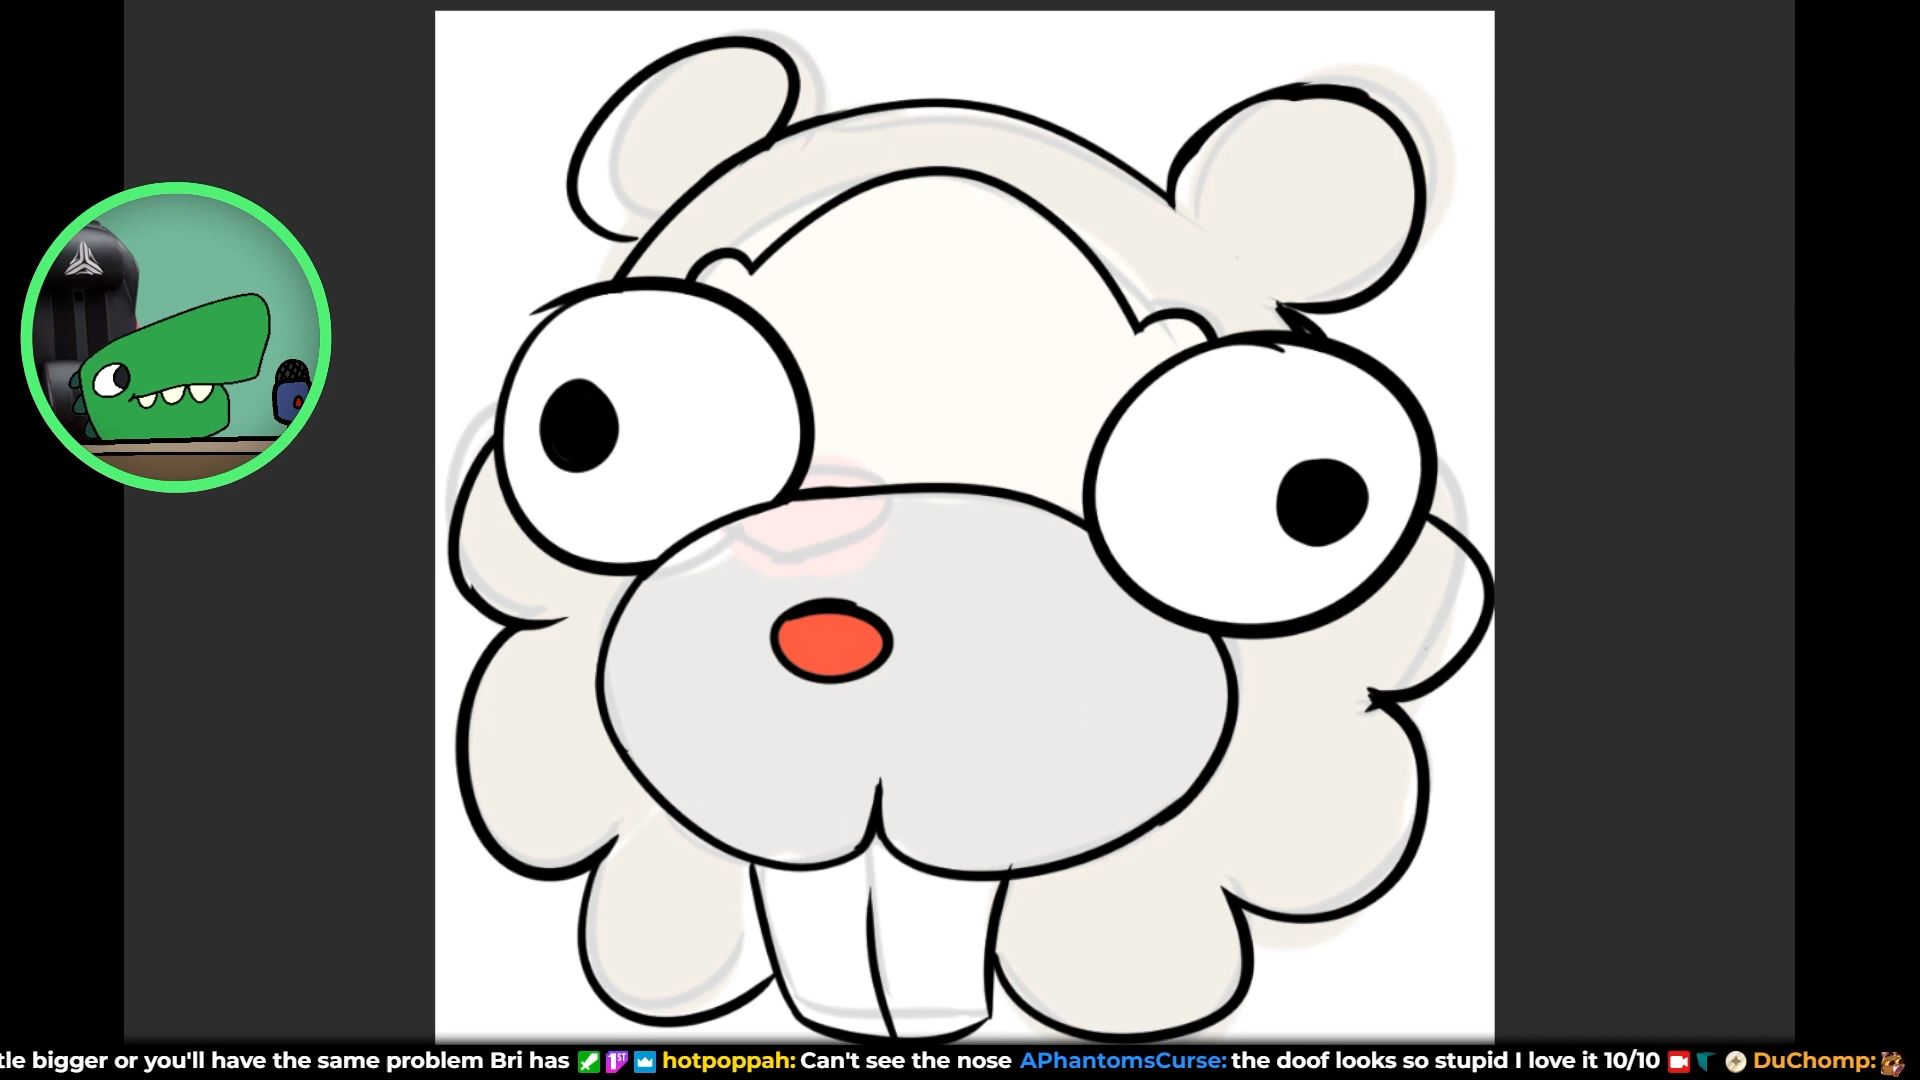 tle bigger or you'll have the same problem Bri has 1ST hotpoppah: Can't see the nose APhantomsCurse: the doof looks so stupid I love it 10/10 DuChomp: